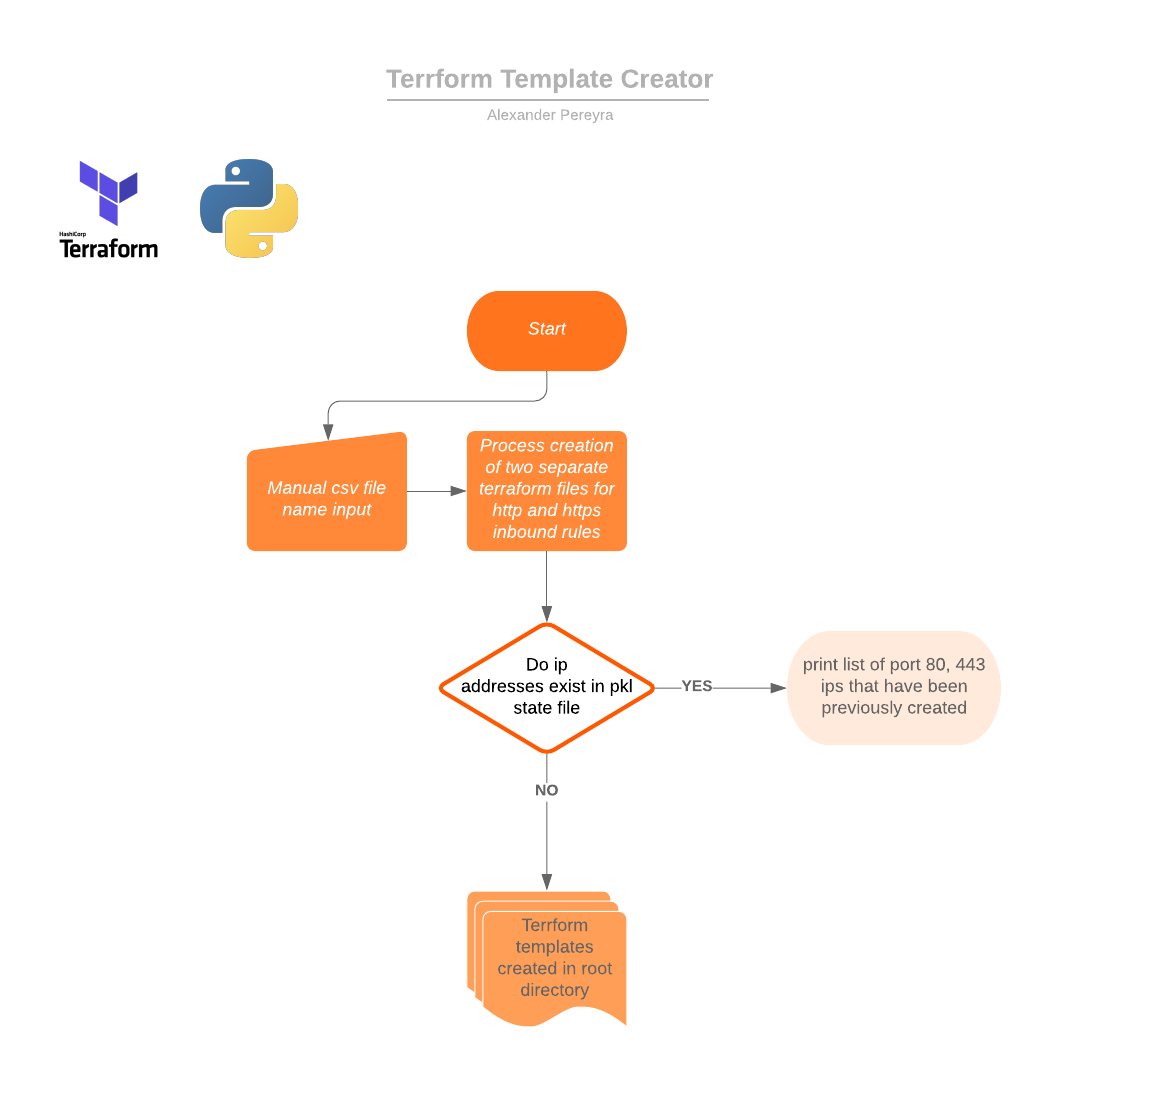 Terrform Template Creator
Alexander Pereyra
HashiCorp
Terraform
Start
Manual csv file
name input
Process creation
of two separate
terraform files for
http and https
inbound rules
Do ip
addresses exist in pkl
state file
YES
print list of port 80, 443
ips that have been
previously created
NO
Terrform
templates
created in root
directory